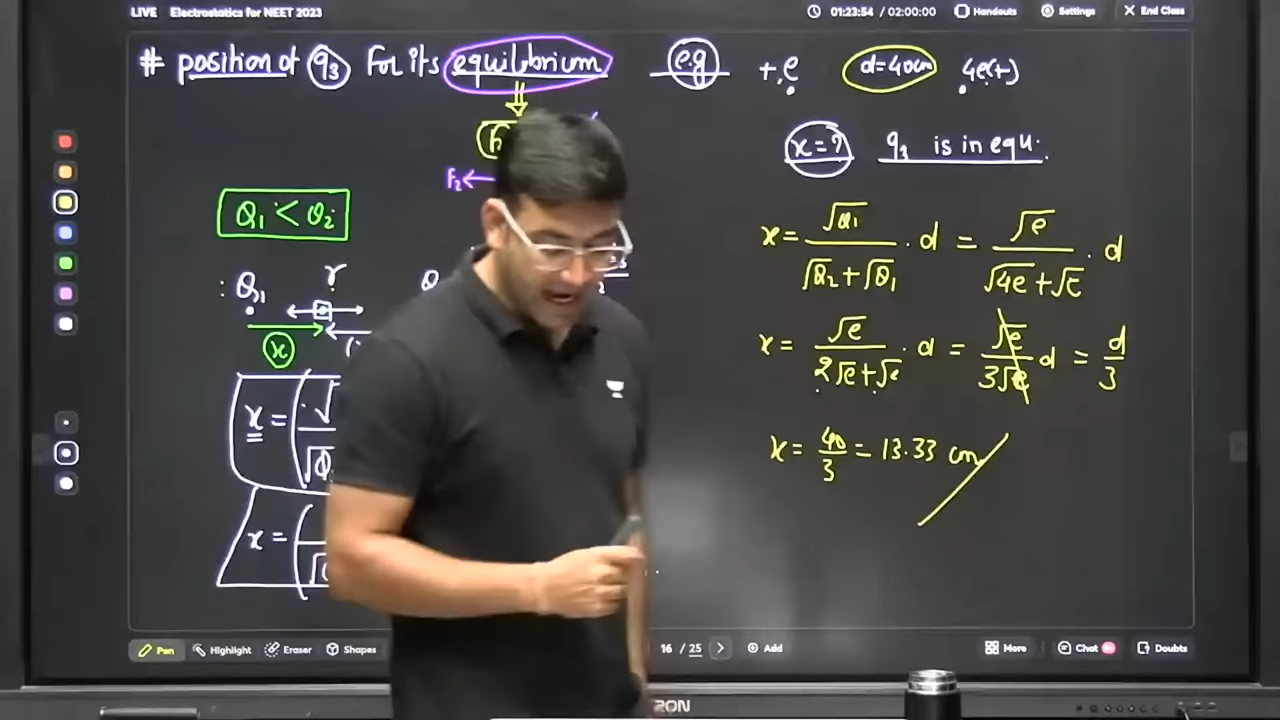 LIVE Electrostatics for NEET 2023
01:23:54 / 02:00:00 Handouts Settings End Class
# position of q3 For its equilibrium
e.g +e d=40cm 4e(+)
x=? q3 is in equ.
F2
Q1 < Q2
Q1 r
x
x = √Q1/(√Q2+√Q1) . d = √e/(√4e+√e) . d
x = √e/(2√e+√e) . d = √e/3√e d = d/3
x = 40/3 = 13.33 cm
x =
x =
Pen Highlight Eraser Shapes 16 / 25 Add More Chat Doubts
RON